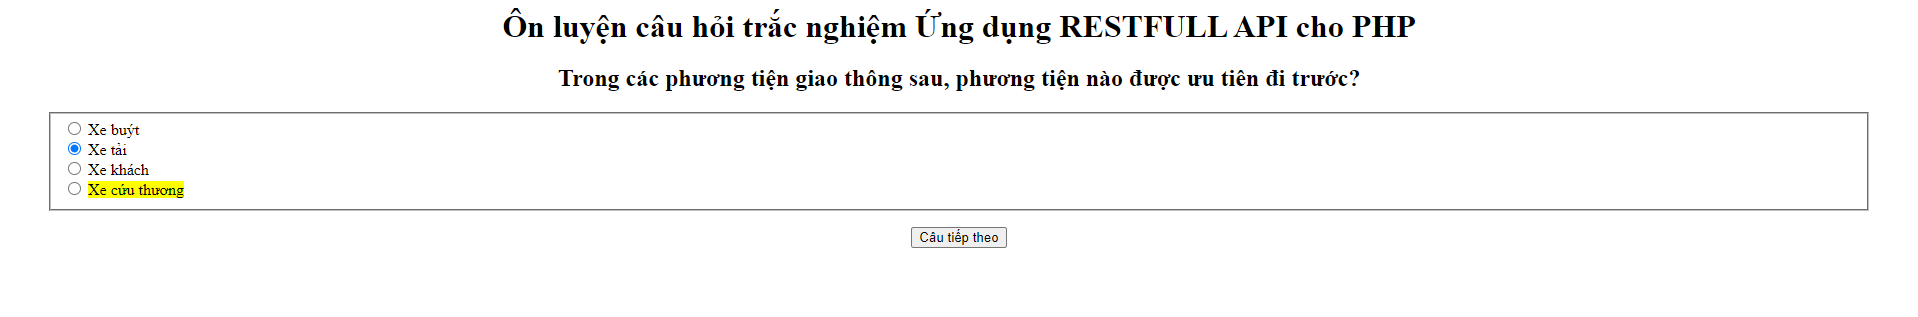 Ôn luyện câu hỏi trắc nghiệm Ứng dụng RESTFULL API cho PHP
Trong các phương tiện giao thông sau, phương tiện nào được ưu tiên đi trước?
Xe buýt
Xe tải
Xe khách
Xe cứu thương
Câu tiếp theo